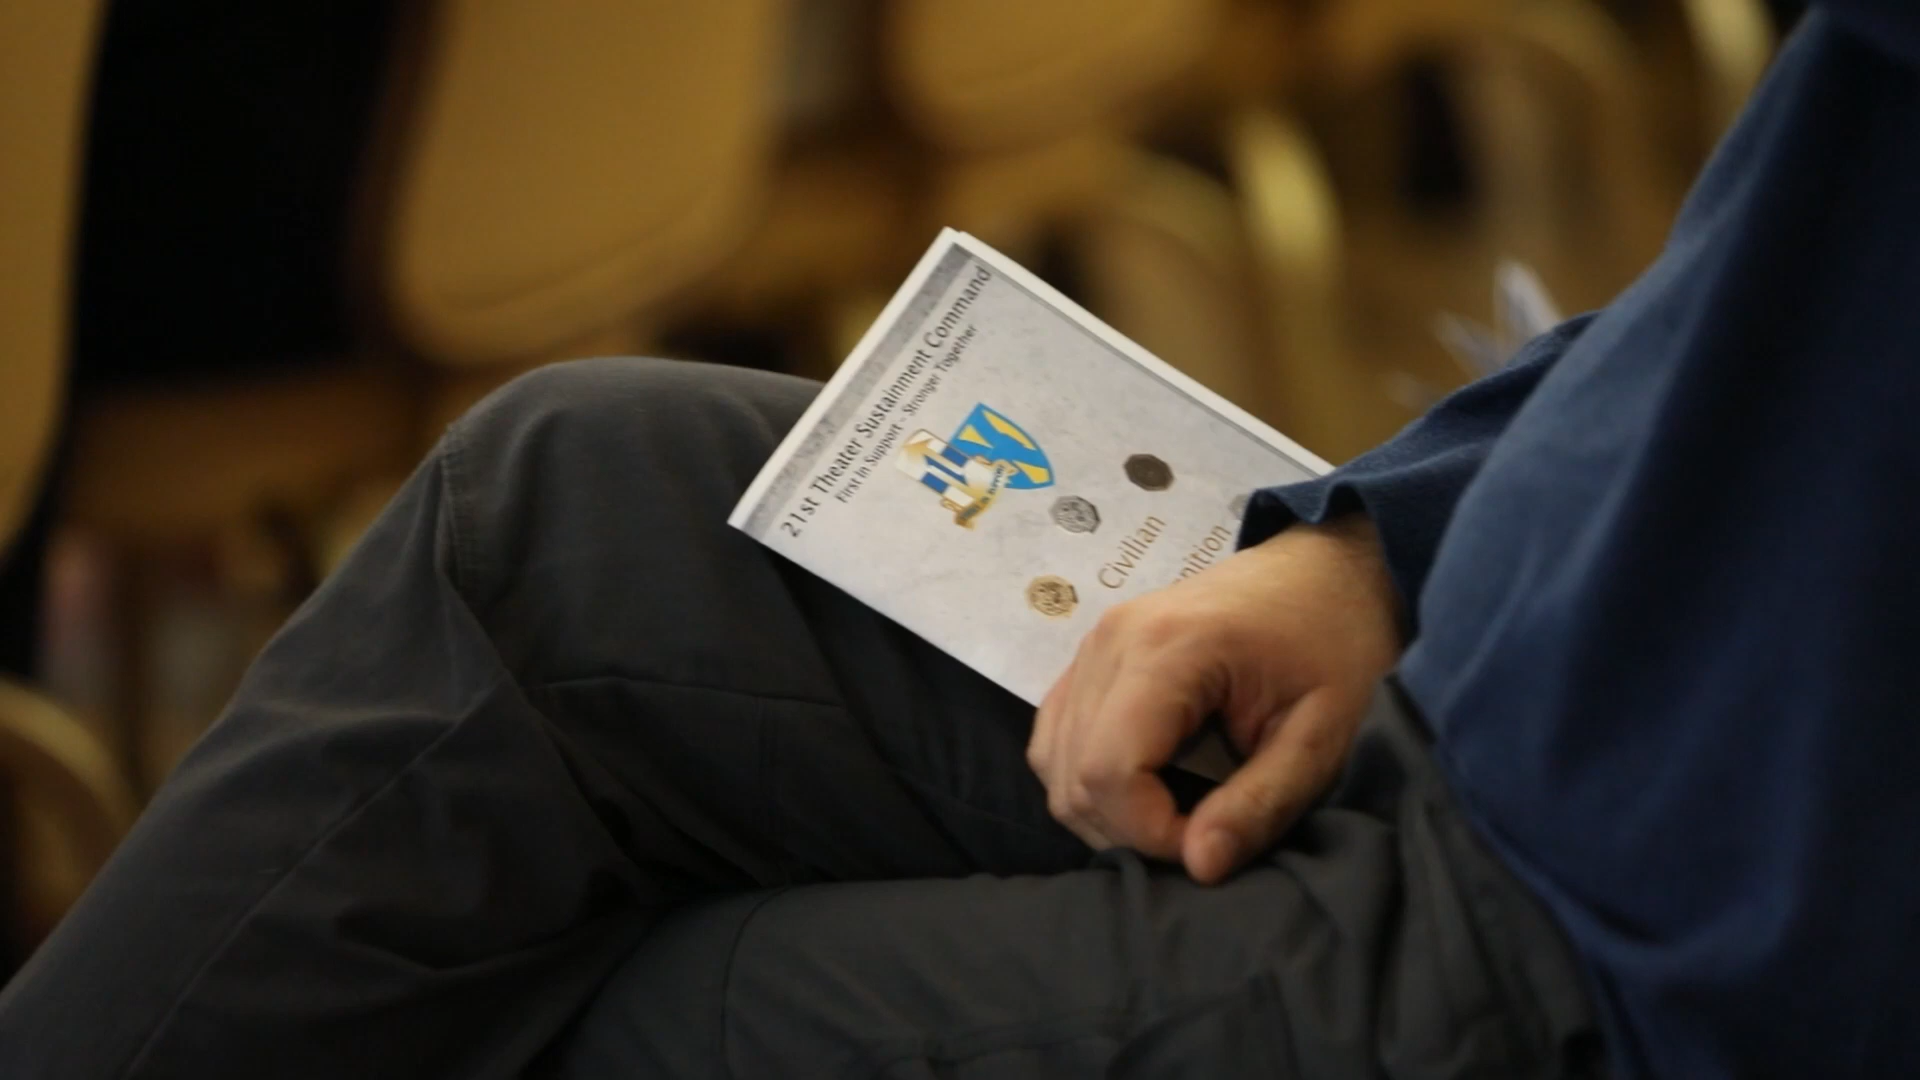 21st Theater Sustainment Command
First In Support - Stronger Together
Civilian